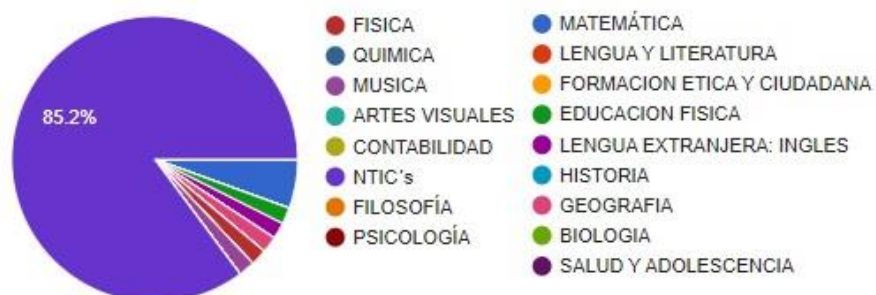 85.2%
FISICA
QUIMICA
MUSICA
ARTES VISUALES
CONTABILIDAD
NTIC´s
FILOSOFÍA
PSICOLOGÍA
MATEMÁTICA
LENGUA Y LITERATURA
FORMACION ETICA Y CIUDADANA
EDUCACION FISICA
LENGUA EXTRANJERA: INGLES
HISTORIA
GEOGRAFIA
BIOLOGIA
SALUD Y ADOLESCENCIA